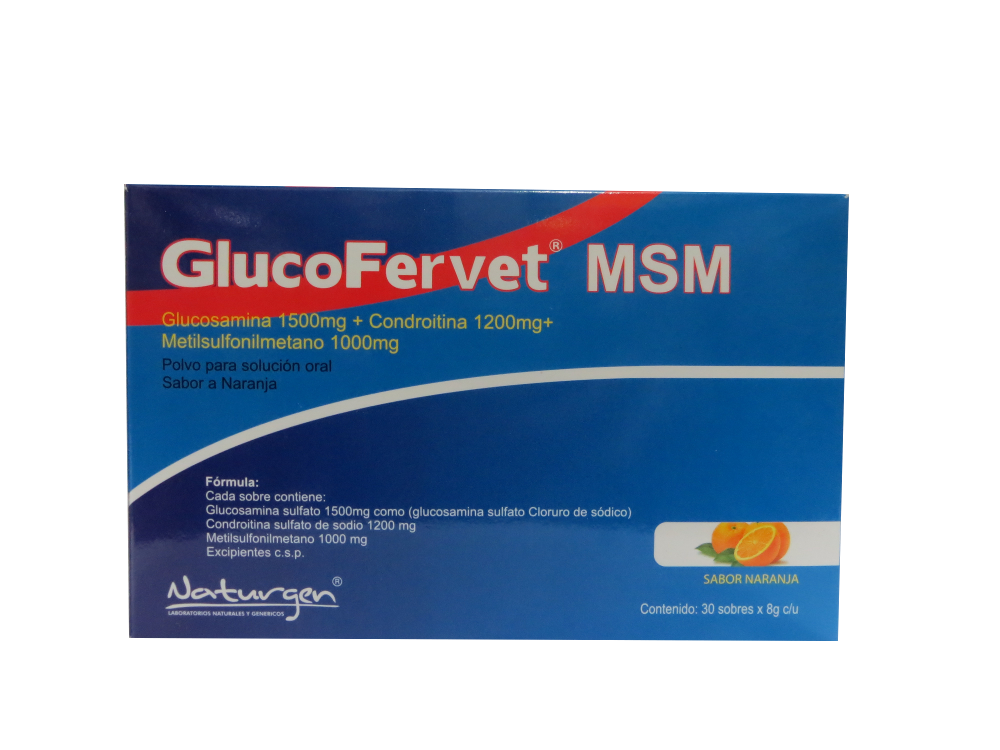 GlucoFervet® MSM
Glucosamina 1500mg + Condroitina 1200mg+
Metilsulfonilmetano 1000mg
Polvo para solución oral
Sabor a Naranja
Fórmula:
Cada sobre contiene:
Glucosamina sulfato 1500mg como (glucosamina sulfato Cloruro de sódico)
Condroitina sulfato de sodio 1200 mg
Metilsulfonilmetano 1000 mg
Excipientes c.s.p.
SABOR NARANJA
Naturgen®
LABORATORIOS NATURALES Y GENERICOS
Contenido: 30 sobres x 8g c/u